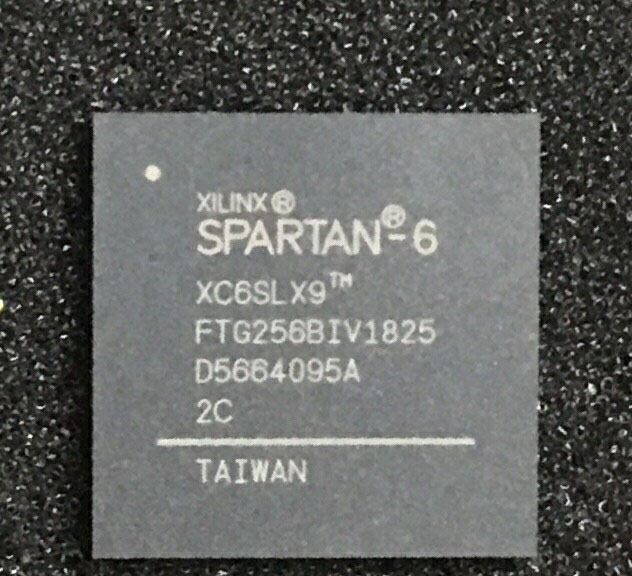 XILINX®
SPARTAN®-6
XC6SLX9™
FTG256BIV1825
D5664095A
2C
TAIWAN